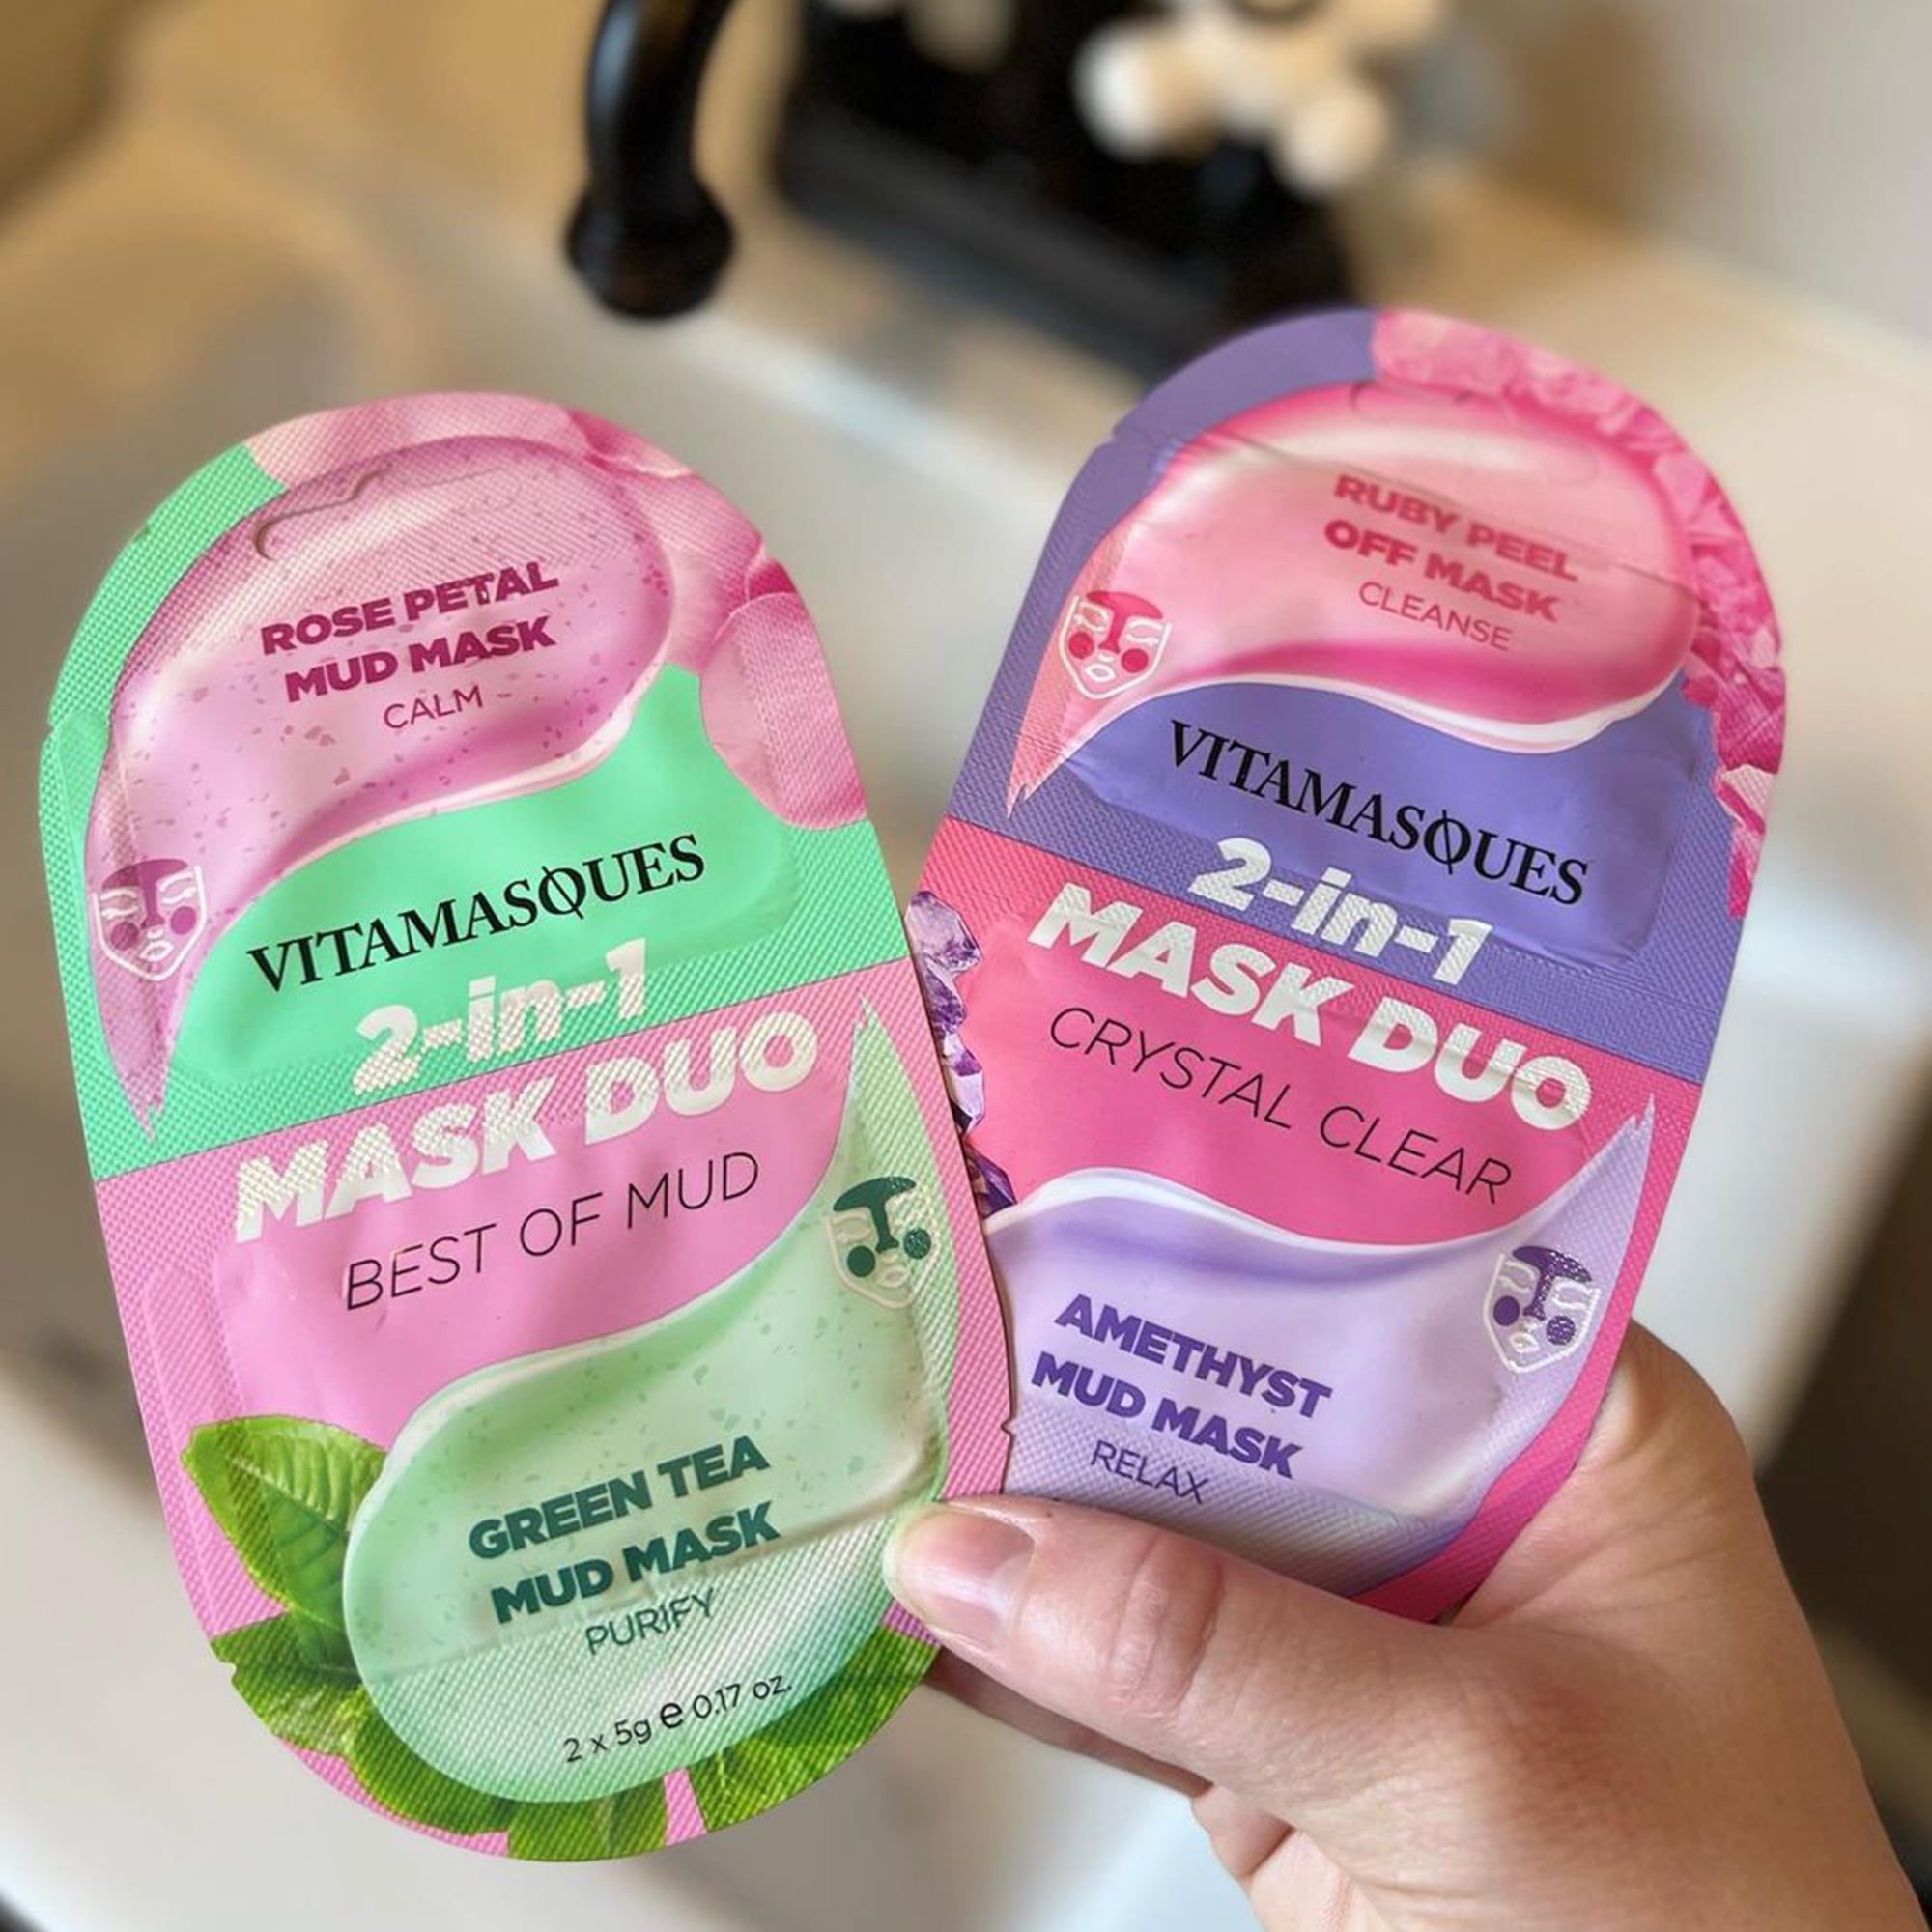 ROSE PETAL
MUD MASK
CALM
VITAMASQUES
2-in-1
MASK DUO
BEST OF MUD
GREEN TEA
MUD MASK
PURIFY
2 x 5g e 0.17 oz.
RUBY PEEL
OFF MASK
CLEANSE
VITAMASQUES
2-in-1
MASK DUO
CRYSTAL CLEAR
AMETHYST
MUD MASK
RELAX